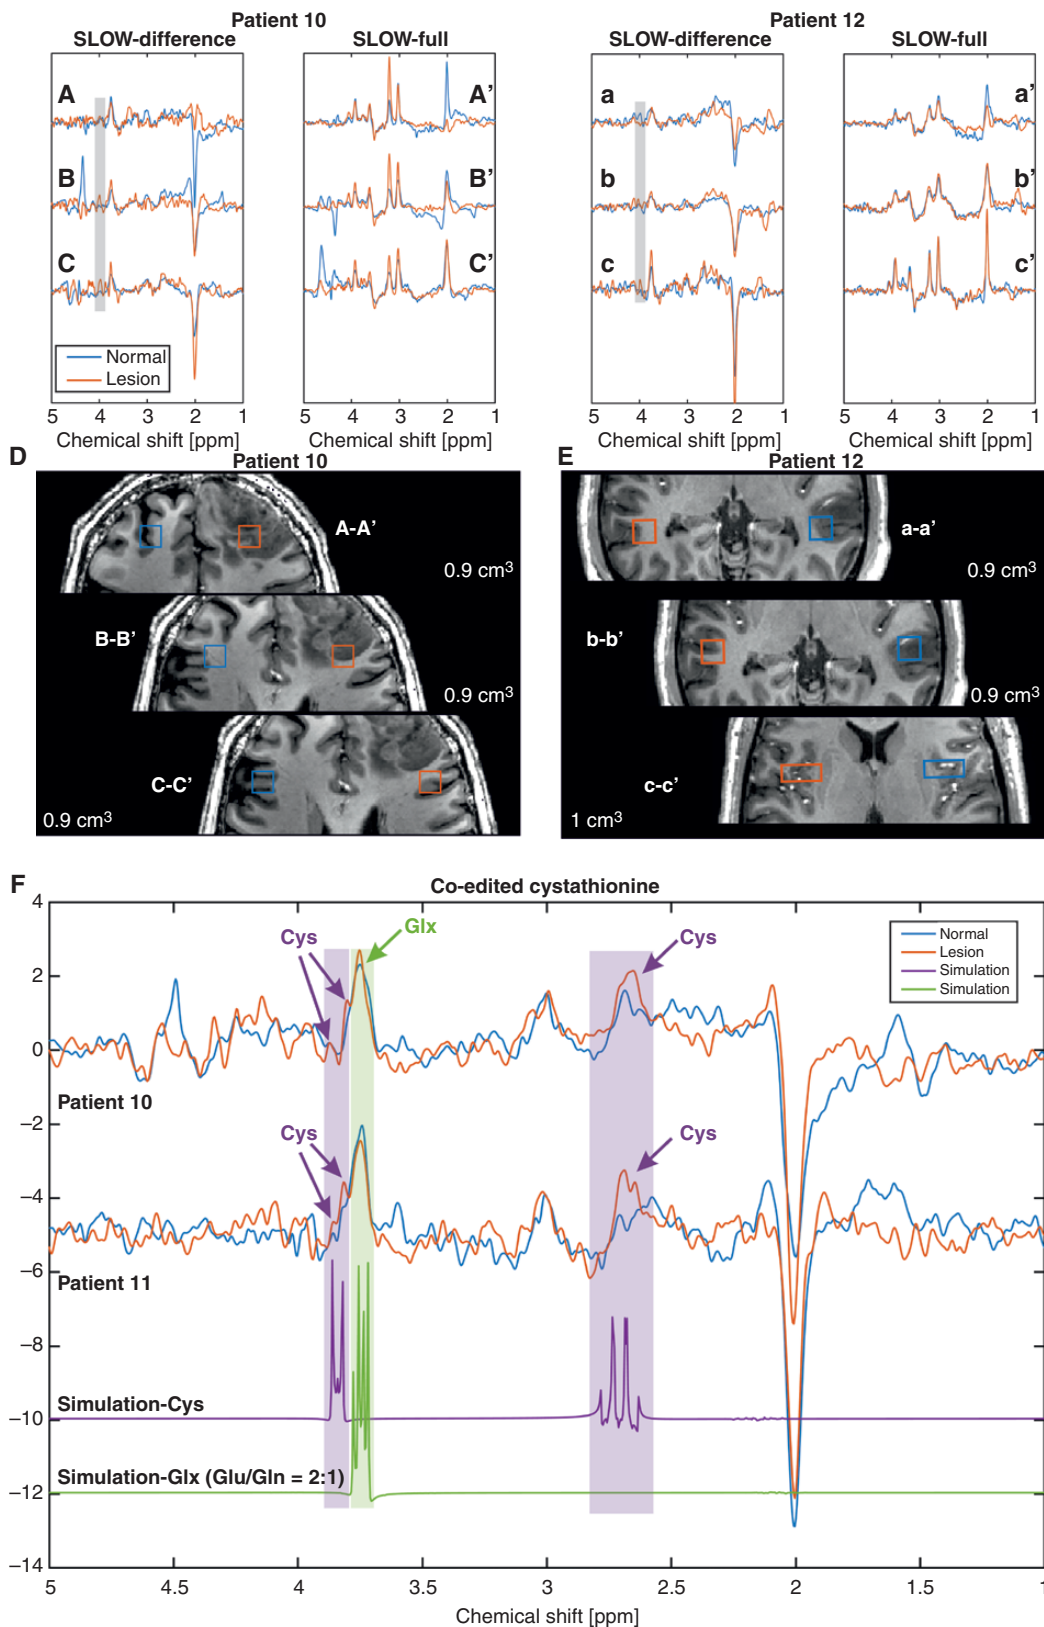 Patient 10
SLOW-difference
SLOW-full
A
A'
B
B'
C
C'
Normal
Lesion
5 4 3 2 1
Chemical shift [ppm]
5 4 3 2 1
Chemical shift [ppm]
Patient 12
SLOW-difference
SLOW-full
a
a'
b
b'
c
c'
5 4 3 2 1
Chemical shift [ppm]
5 4 3 2 1
Chemical shift [ppm]
D
Patient 10
A-A'
0.9 cm³
B-B'
0.9 cm³
C-C'
0.9 cm³
E
Patient 12
a-a'
0.9 cm³
b-b'
0.9 cm³
c-c'
1 cm³
F
Co-edited cystathionine
4
2
0
−2
−4
−6
−8
−10
−12
−14
Cys
Glx
Cys
Normal
Lesion
Simulation
Simulation
Patient 10
Cys
Cys
Patient 11
Simulation-Cys
Simulation-Glx (Glu/Gln = 2:1)
5 4.5 4 3.5 3 2.5 2 1.5 1
Chemical shift [ppm]